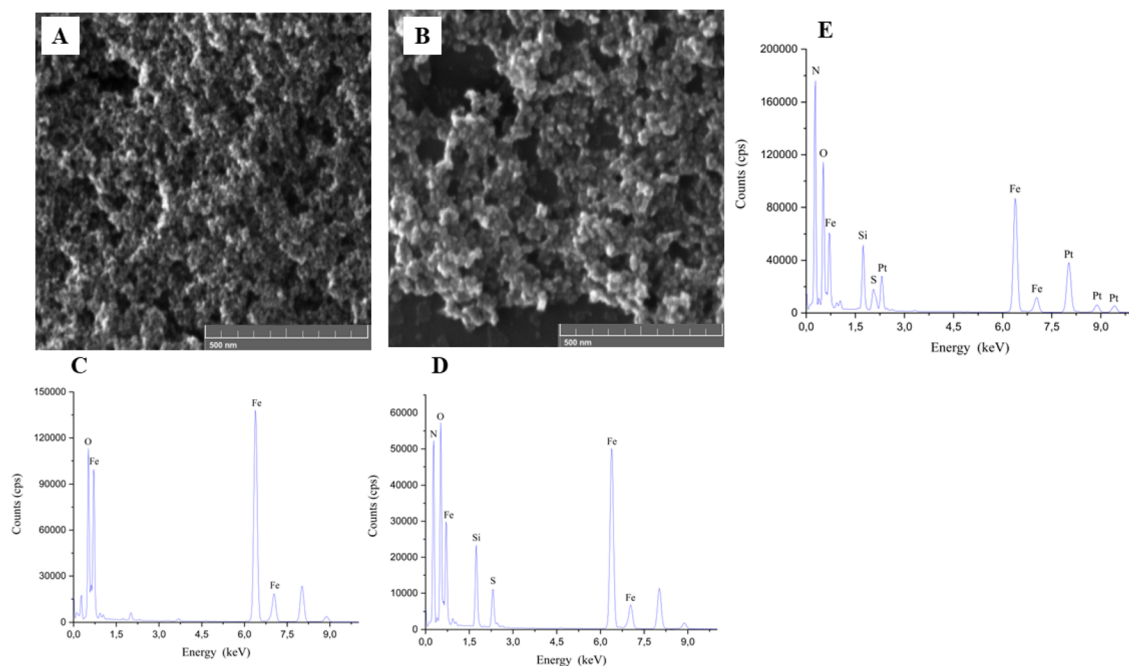 A
500 nm
B
500 nm
E
200000
160000
120000
80000
40000
0
Counts (cps)
N
O
Fe
Si
S
Pt
Fe
Fe
Pt
Pt
Pt
0,0 1,5 3,0 4,5 6,0 7,5 9,0
Energy (keV)
C
150000
120000
90000
60000
30000
0
Counts (cps)
O
Fe
Fe
Fe
0,0 1,5 3,0 4,5 6,0 7,5 9,0
Energy (keV)
D
60000
50000
40000
30000
20000
10000
0
Counts (cps)
N
O
Fe
Si
S
Fe
Fe
0,0 1,5 3,0 4,5 6,0 7,5 9,0
Energy (keV)